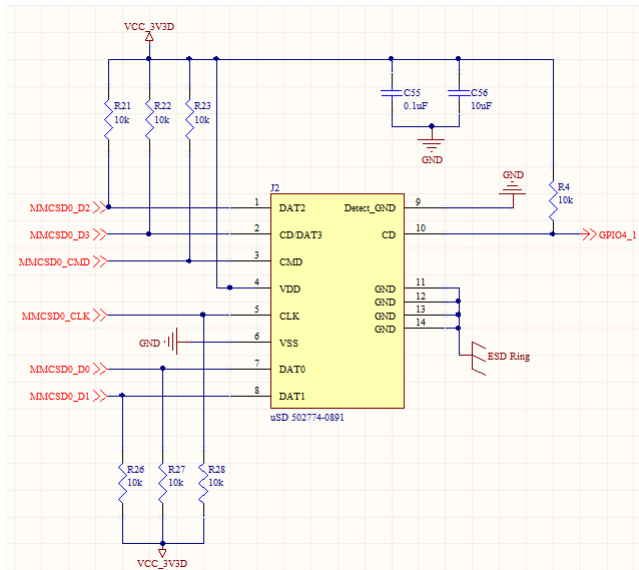 VCC_3V3D
R21
10k
R22
10k
R23
10k
C55
0.1uF
C56
10uF
GND
GND
R4
10k
J2
MMCSD0_D2
1
DAT2
Detect_GND
9
MMCSD0_D3
2
CD/DAT3
CD
10
GPIO4_1
MMCSD0_CMD
3
CMD
4
VDD
GND
11
GND
12
MMCSD0_CLK
5
CLK
GND
13
GND
14
GND
6
VSS
ESD Ring
MMCSD0_D0
7
DAT0
MMCSD0_D1
8
DAT1
uSD 502774-0891
R26
10k
R27
10k
R28
10k
VCC_3V3D